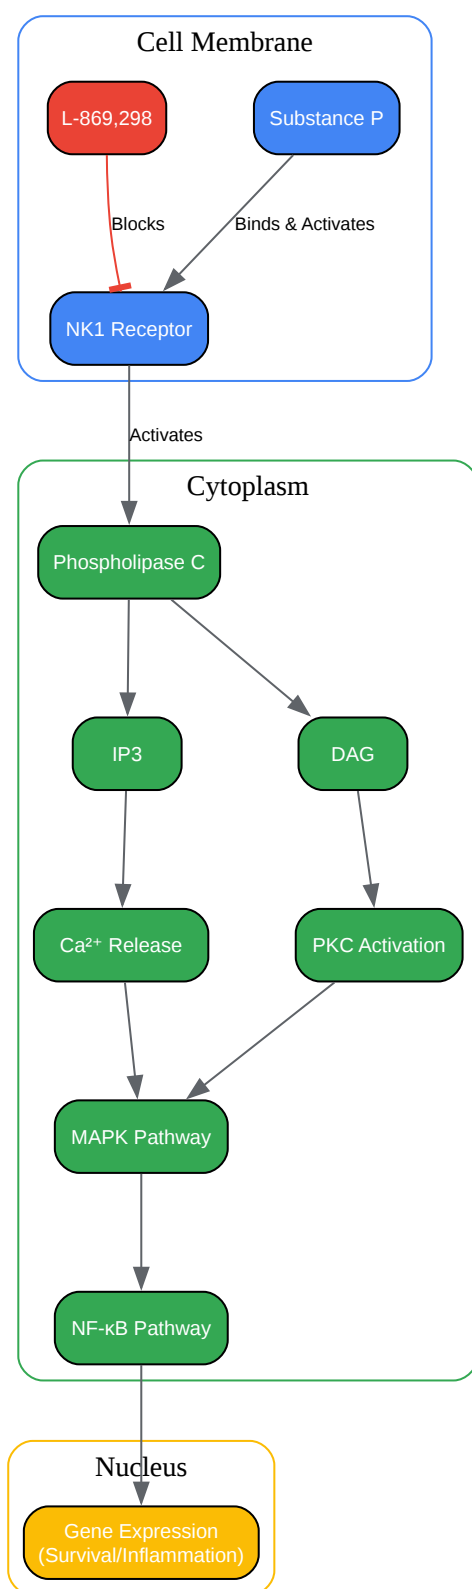 Cell Membrane
L-869,298
Substance P
Blocks
Binds & Activates
NK1 Receptor
Activates
Cytoplasm
Phospholipase C
IP3
DAG
Ca²⁺ Release
PKC Activation
MAPK Pathway
NF-κB Pathway
Nucleus
Gene Expression
(Survival/Inflammation)